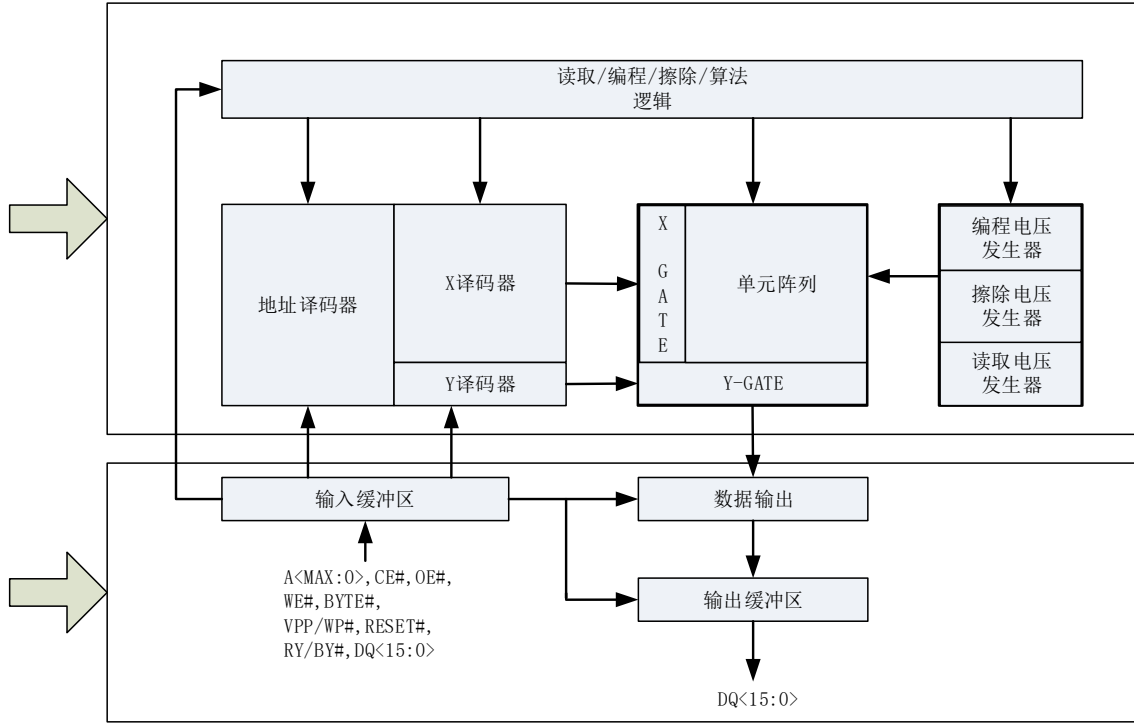 读取/编程/擦除/算法
逻辑
地址译码器
X译码器
Y译码器
X
G
A
T
E
单元阵列
Y-GATE
编程电压
发生器
擦除电压
发生器
读取电压
发生器
输入缓冲区
数据输出
A<MAX:0>,CE#,OE#,
WE#,BYTE#,
VPP/WP#,RESET#,
RY/BY#,DQ<15:0>
输出缓冲区
DQ<15:0>